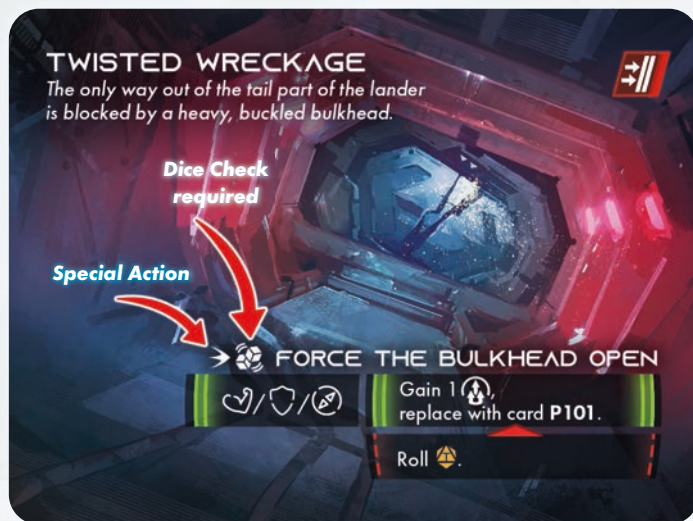 TWISTED WRECKAGE
The only way out of the tail part of the lander
is blocked by a heavy, buckled bulkhead.
Dice Check
required
Special Action
FORCE THE BULKHEAD OPEN
/ /
Gain 1 ,
replace with card P101.
Roll .